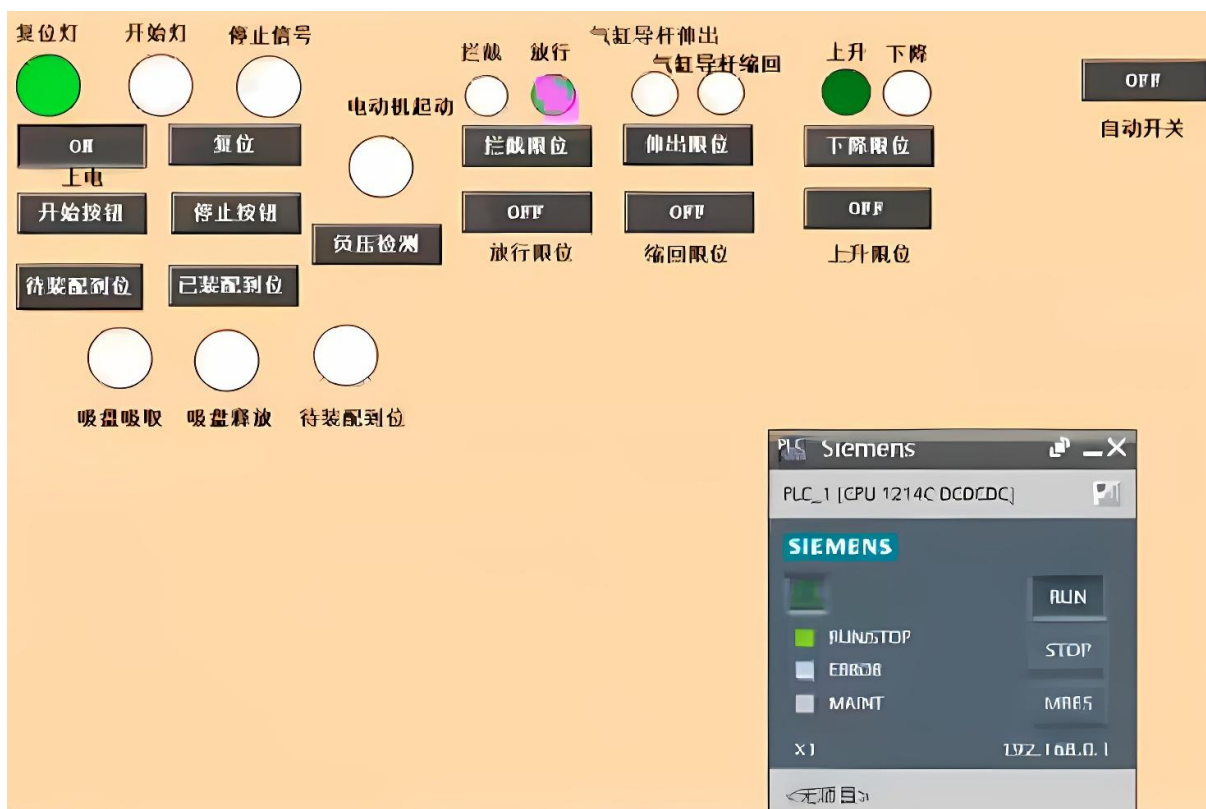 复位灯 开始灯 停止信号
气缸导杆伸出
拦截 放行 上升 下降
气缸导杆缩回
OFF
电动机起动
自动开关
复位 拦截限位 伸出限位 下降限位
上电
开始按钮 停止按钮 OFF OFF OFF
负压检测 放行限位 缩回限位 上升限位
待装配到位 已装配到位
吸盘吸取 吸盘释放 待装配到位
Siemens
PLC_1 [CPU 1214C DCDCDC]
SIEMENS
RUN
RUN/STOP
STOP
ERROR
MAINT MRES
X1 192.168.0.1
<无项目>